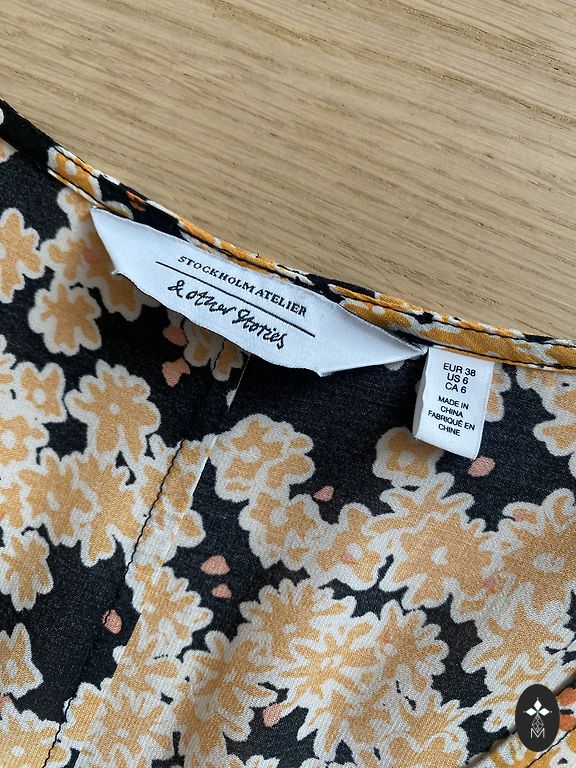 STOCKHOLM ATELIER
& Other Stories
EUR 38
US 6
CA 6
MADE IN
CHINA
FABRIQUÉ EN
CHINE
M